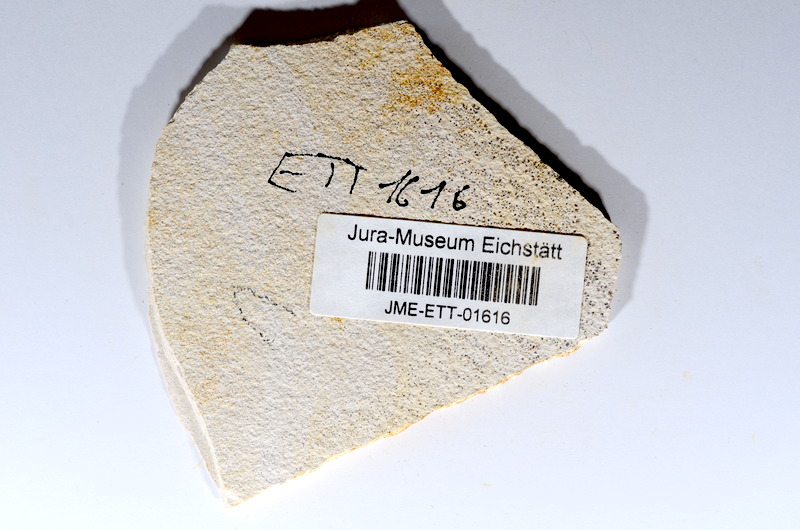 ETT 1616
Jura-Museum Eichstätt
JME-ETT-01616